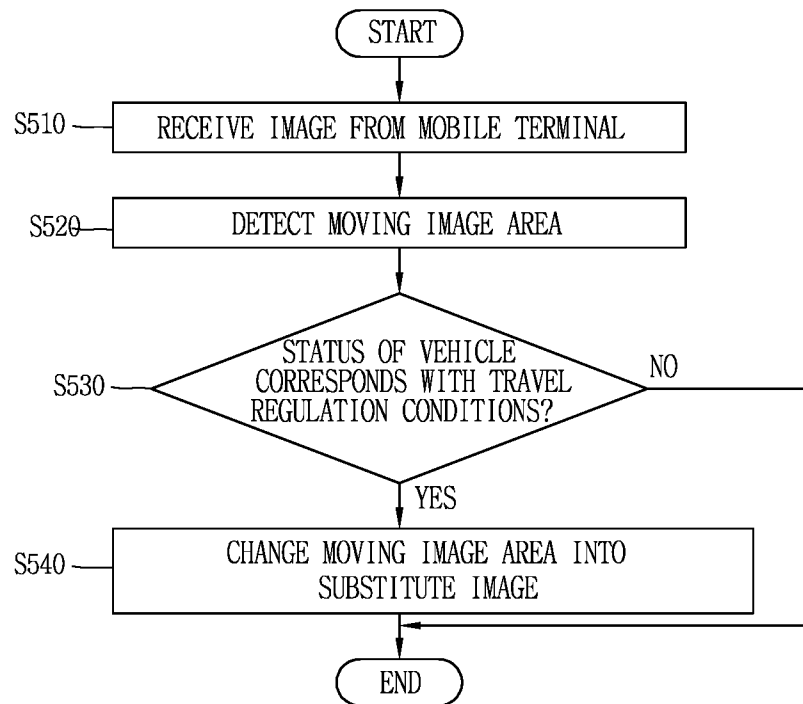 START
S510
RECEIVE IMAGE FROM MOBILE TERMINAL
S520
DETECT MOVING IMAGE AREA
S530
STATUS OF VEHICLE
CORRESPONDS WITH TRAVEL
REGULATION CONDITIONS?
NO
YES
S540
CHANGE MOVING IMAGE AREA INTO
SUBSTITUTE IMAGE
END